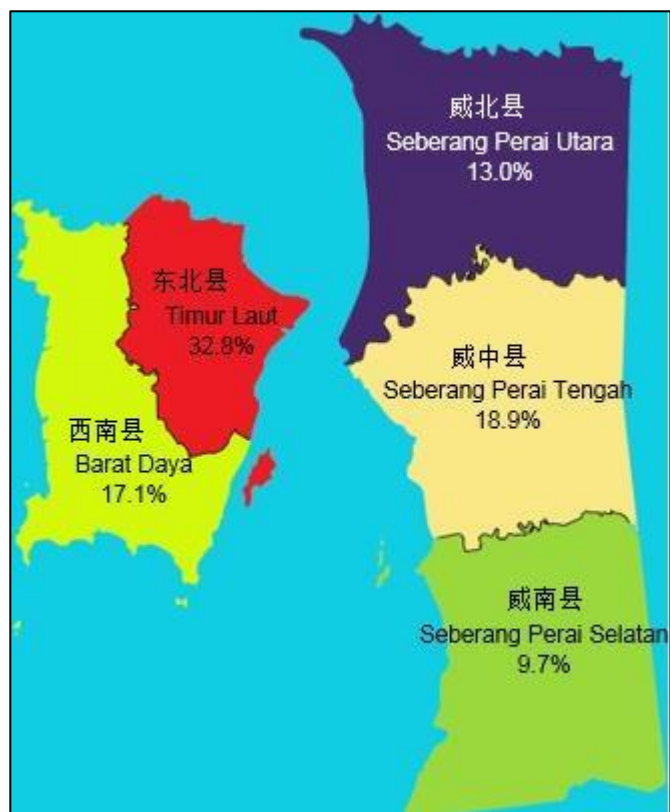 威北县
Seberang Perai Utara
13.0%
东北县
Timur Laut
32.8%
威中县
Seberang Perai Tengah
18.9%
西南县
Barat Daya
17.1%
威南县
Seberang Perai Selatan
9.7%